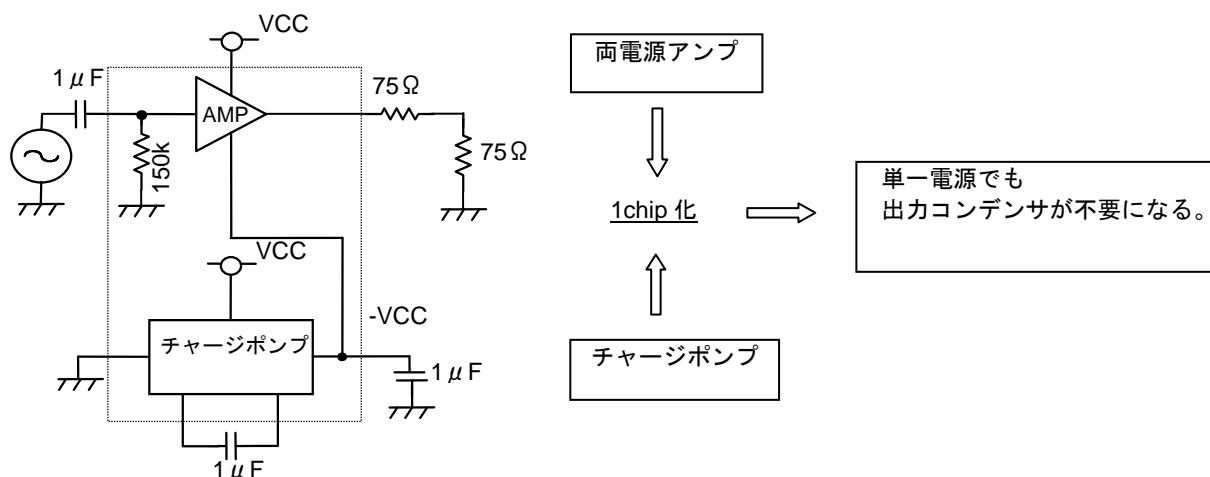 VCC
1μF
AMP
75Ω
75Ω
150k
VCC
-VCC
チャージポンプ
1μF
1μF
両電源アンプ
1chip 化
チャージポンプ
単一電源でも
出力コンデンサが不要になる。